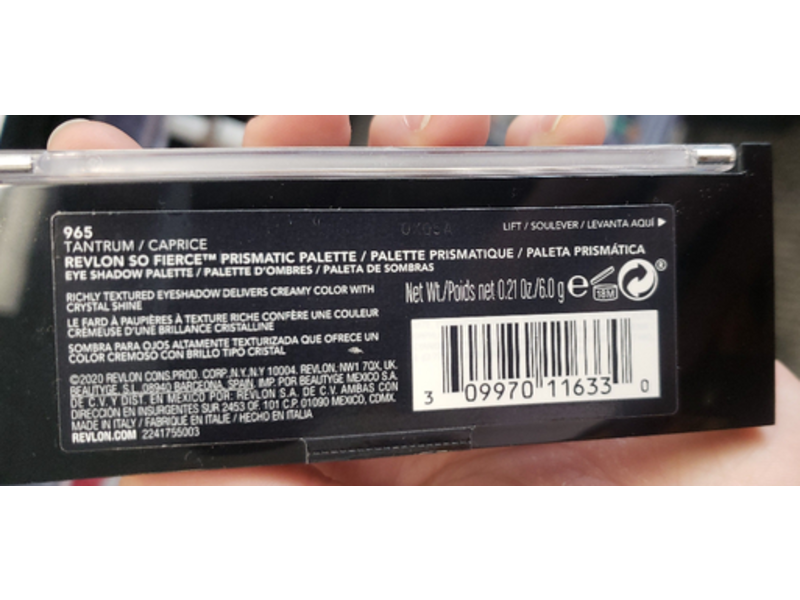 965
TANTRUM / CAPRICE
LIFT / SOULEVER / LEVANTA AQUÍ
REVLON SO FIERCE™ PRISMATIC PALETTE / PALETTE PRISMATIQUE / PALETA PRISMÁTICA
EYE SHADOW PALETTE / PALETTE D'OMBRES / PALETA DE SOMBRAS
RICHLY TEXTURED EYESHADOW DELIVERS CREAMY COLOR WITH
CRYSTAL SHINE
LE FARD À PAUPIÈRES À TEXTURE RICHE CONFÈRE UNE COULEUR
CRÉMEUSE D'UNE BRILLANCE CRISTALLINE
SOMBRA PARA OJOS ALTAMENTE TEXTURIZADA QUE OFRECE UN
COLOR CREMOSO CON BRILLO TIPO CRISTAL
Net Wt./Poids net 0.21 Oz./6.0 g e 18M ®
©2020 REVLON CONS.PROD. CORP., N.Y., N.Y. 10004. REVLON, NW1 7QX, UK.
BEAUTYGE, S.L. 08940 BARCEONA, SPAIN. IMP. POR BEAUTYGE MEXICO S.A.
DE C.V. Y DIST. EN MEXICO POR: REVLON S.A. DE C.V. AMBAS CON
DIRECCIÓN EN INSURGENTES SUR 2453 OF. 101 C.P. 01090 MÉXICO, CDMX.
MADE IN ITALY / FABRIQUÉ EN ITALIE / HECHO EN ITALIA
REVLON.COM 2241755003
3 09970 11633 0